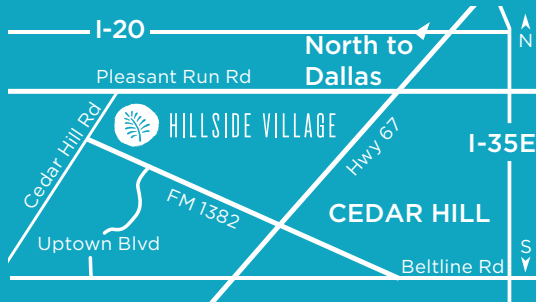 I-20
North to
Dallas
N
Pleasant Run Rd
Cedar Hill Rd
HILLSIDE VILLAGE
Hwy 67
I-35E
FM 1382
CEDAR HILL
Uptown Blvd
S
Beltline Rd